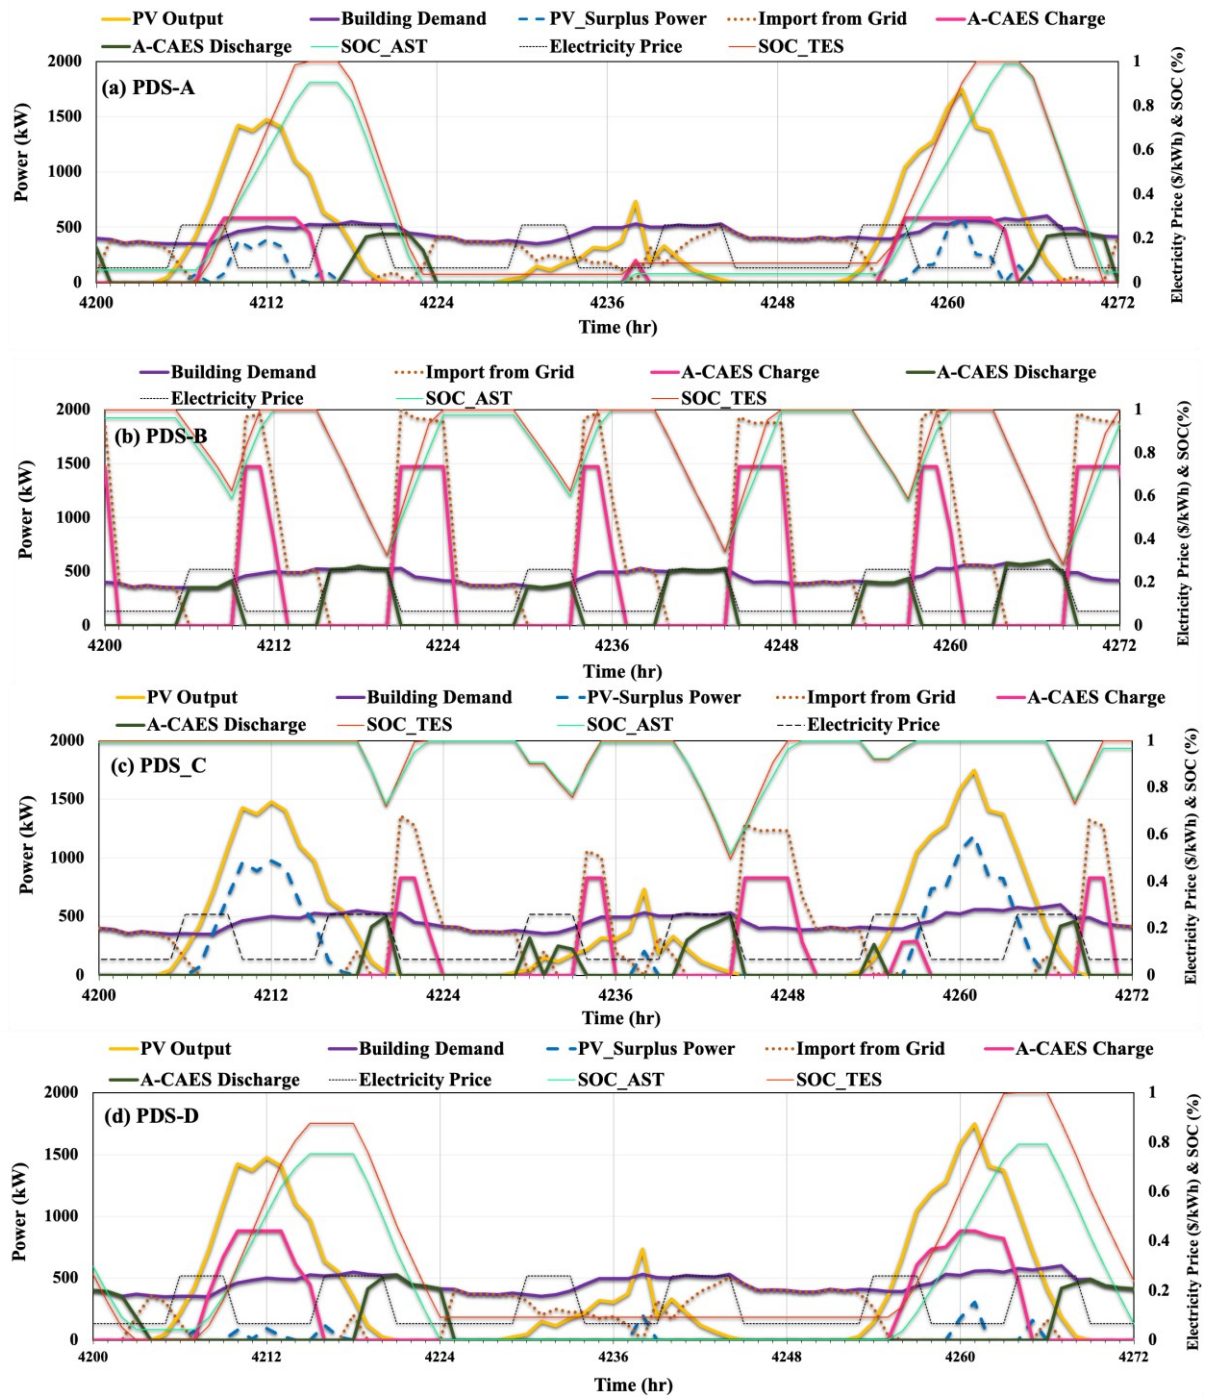 PV Output Building Demand PV_Surplus Power Import from Grid A-CAES Charge
A-CAES Discharge SOC_AST Electricity Price SOC_TES
(a) PDS-A
Power (kW)
2000
1500
1000
500
0
1
0.8
0.6
0.4
0.2
0
Electricity Price ($/kWh) & SOC (%)
4200 4212 4224 4236 4248 4260 4272
Time (hr)
Building Demand Import from Grid A-CAES Charge A-CAES Discharge
Electricity Price SOC_AST SOC_TES
(b) PDS-B
Power (kW)
2000
1500
1000
500
0
1
0.8
0.6
0.4
0.2
0
Electricity Price ($/kWh) & SOC(%)
4200 4212 4224 4236 4248 4260 4272
Time (hr)
PV Output Building Demand PV-Surplus Power Import from Grid A-CAES Charge
A-CAES Discharge SOC_TES SOC_AST Electricity Price
(c) PDS_C
Power (kW)
2000
1500
1000
500
0
1
0.8
0.6
0.4
0.2
0
Electricity Price ($/kWh) & SOC (%)
4200 4212 4224 4236 4248 4260 4272
Time (hr)
PV Output Building Demand PV_Surplus Power Import from Grid A-CAES Charge
A-CAES Discharge Electricity Price SOC_AST SOC_TES
(d) PDS-D
Power (kW)
2000
1500
1000
500
0
1
0.8
0.6
0.4
0.2
0
Electricity Price ($/kWh) & SOC (%)
4200 4212 4224 4236 4248 4260 4272
Time (hr)